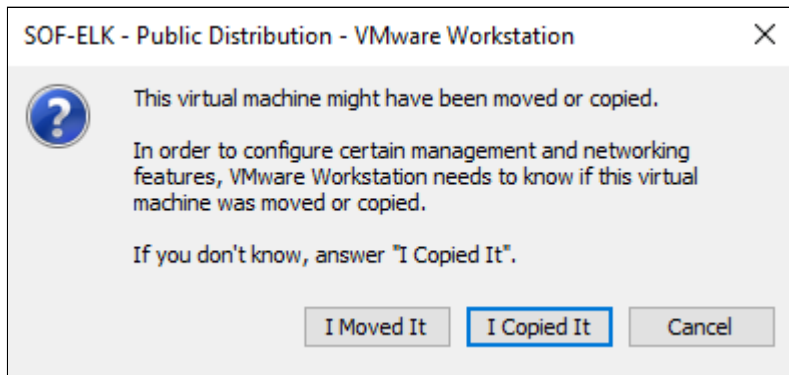 SOF-ELK - Public Distribution - VMware Workstation
This virtual machine might have been moved or copied.
In order to configure certain management and networking
features, VMware Workstation needs to know if this virtual
machine was moved or copied.
If you don't know, answer "I Copied It".
I Moved It
I Copied It
Cancel